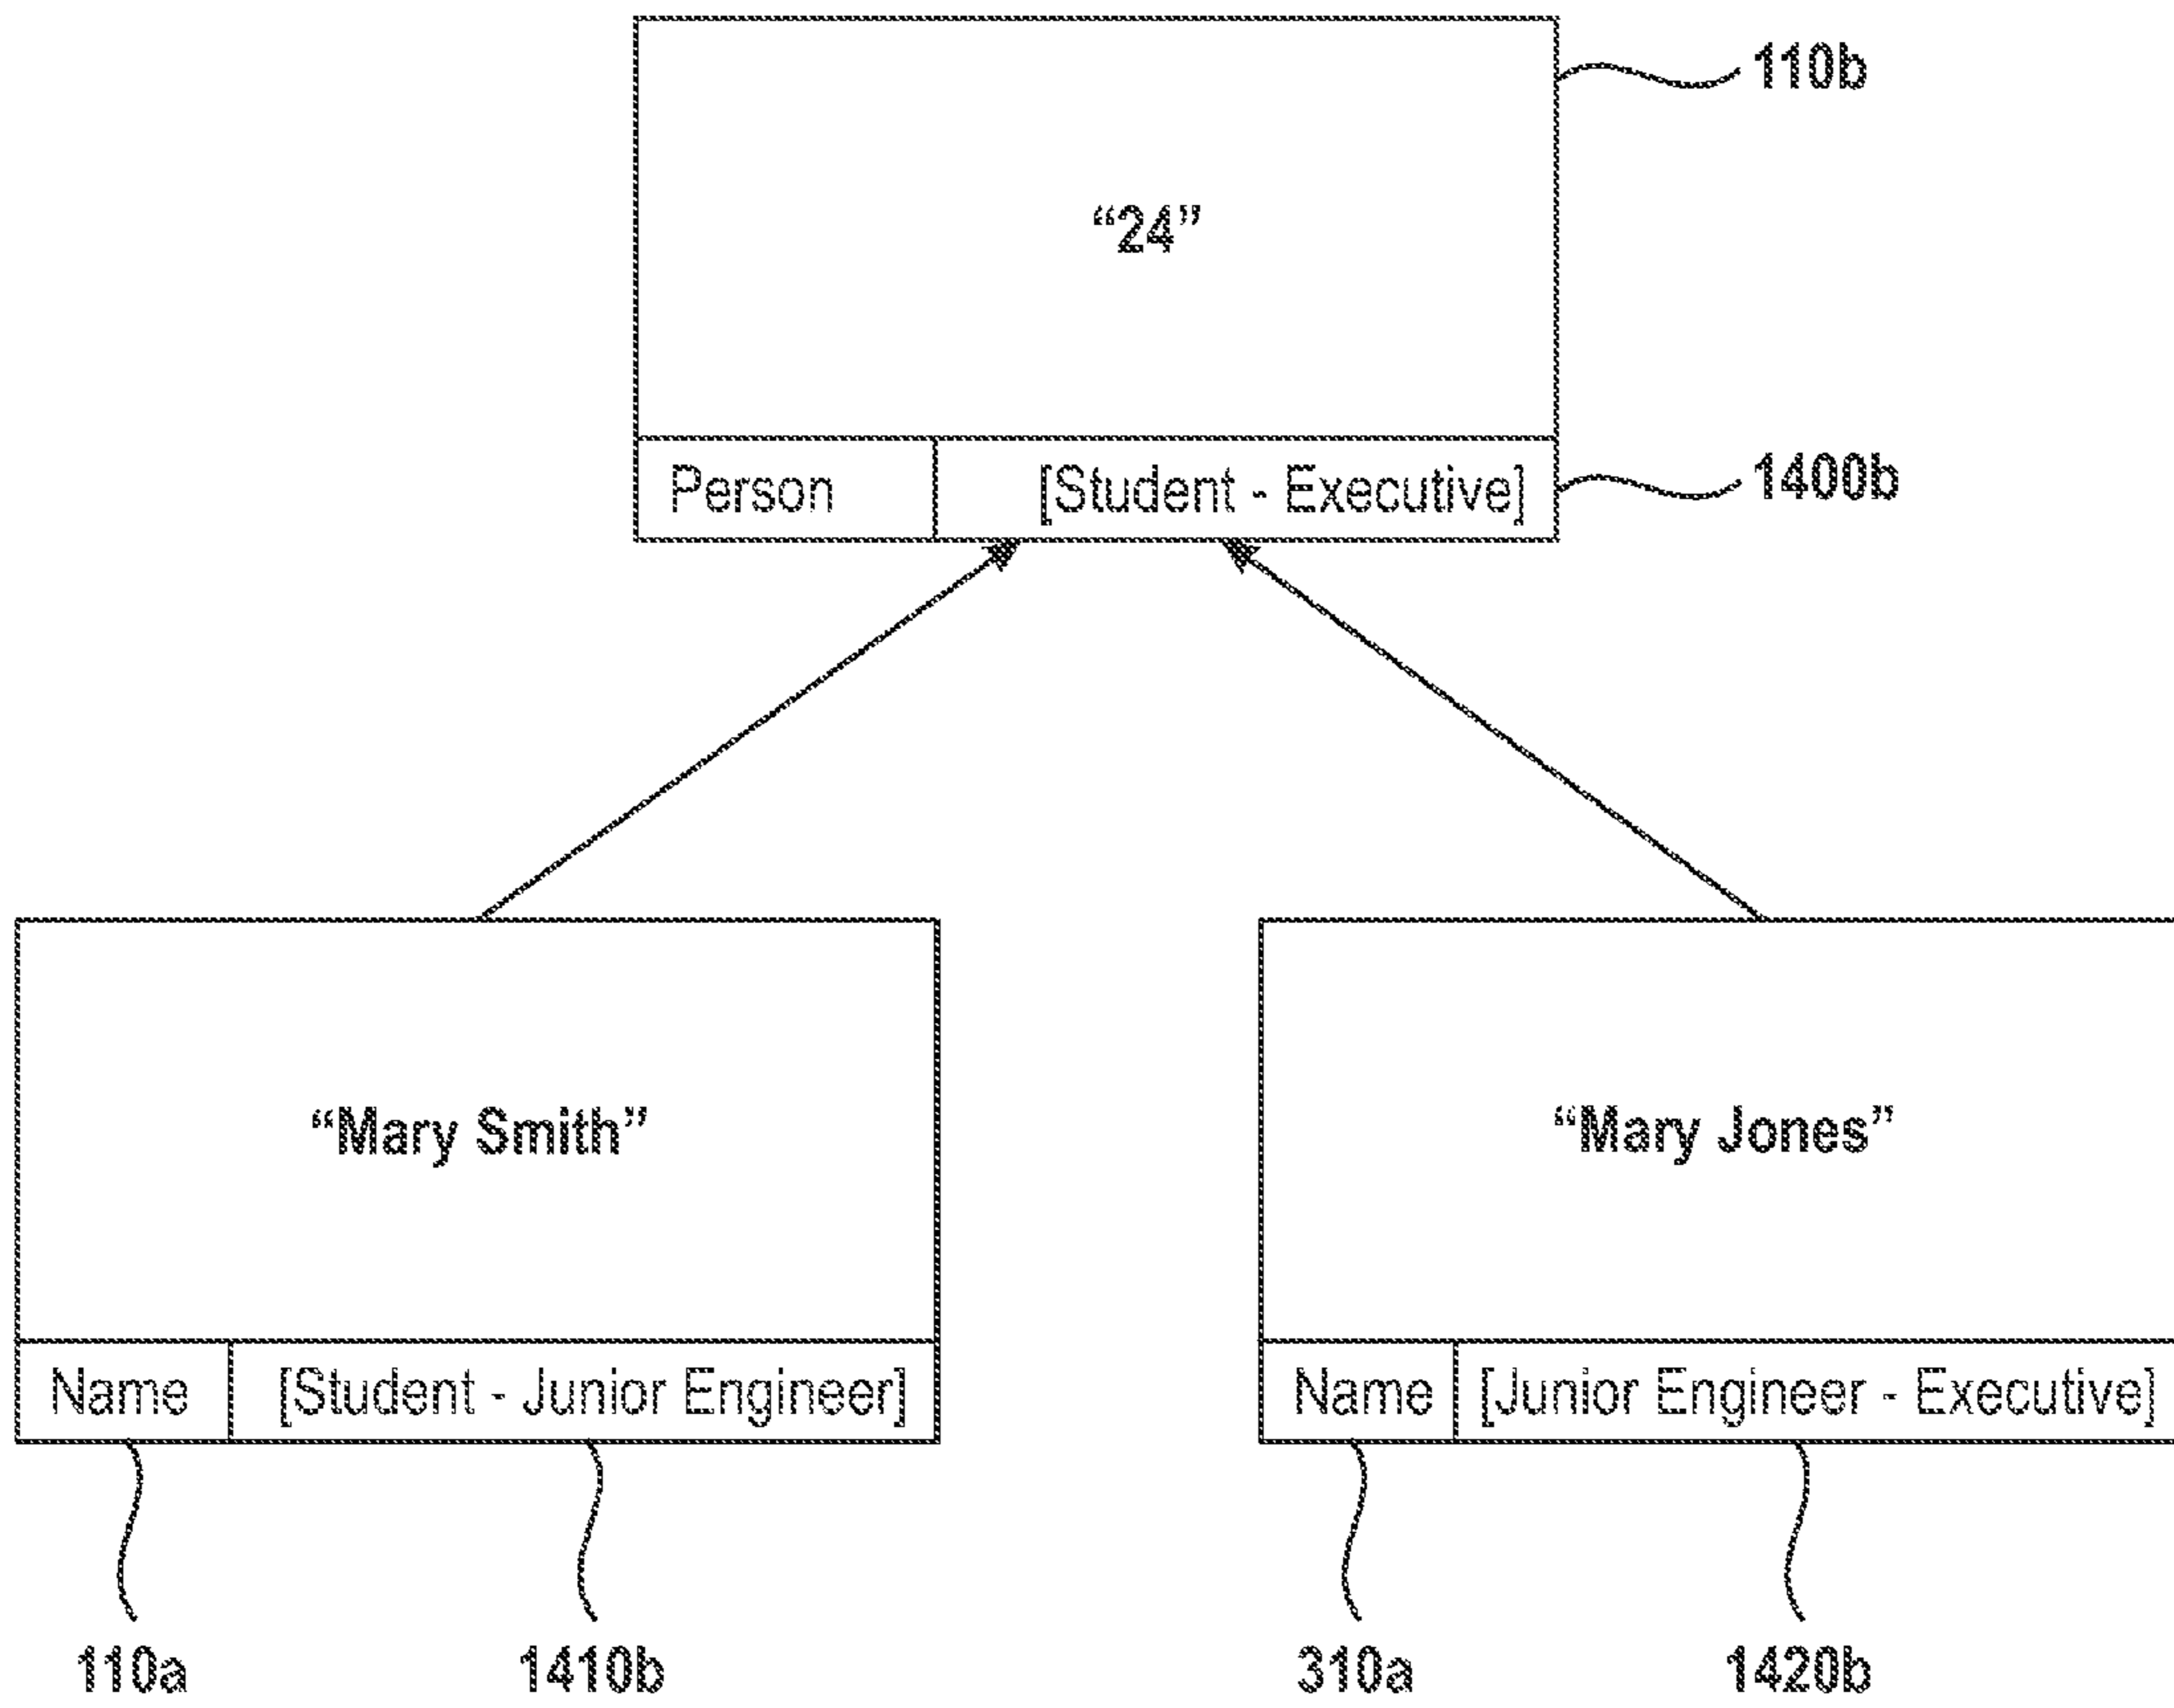 110b
“24”
Person [Student - Executive] 1400b
“Mary Smith” “Mary Jones”
Name [Student - Junior Engineer] Name [Junior Engineer - Executive]
110a 1410b 310a 1420b